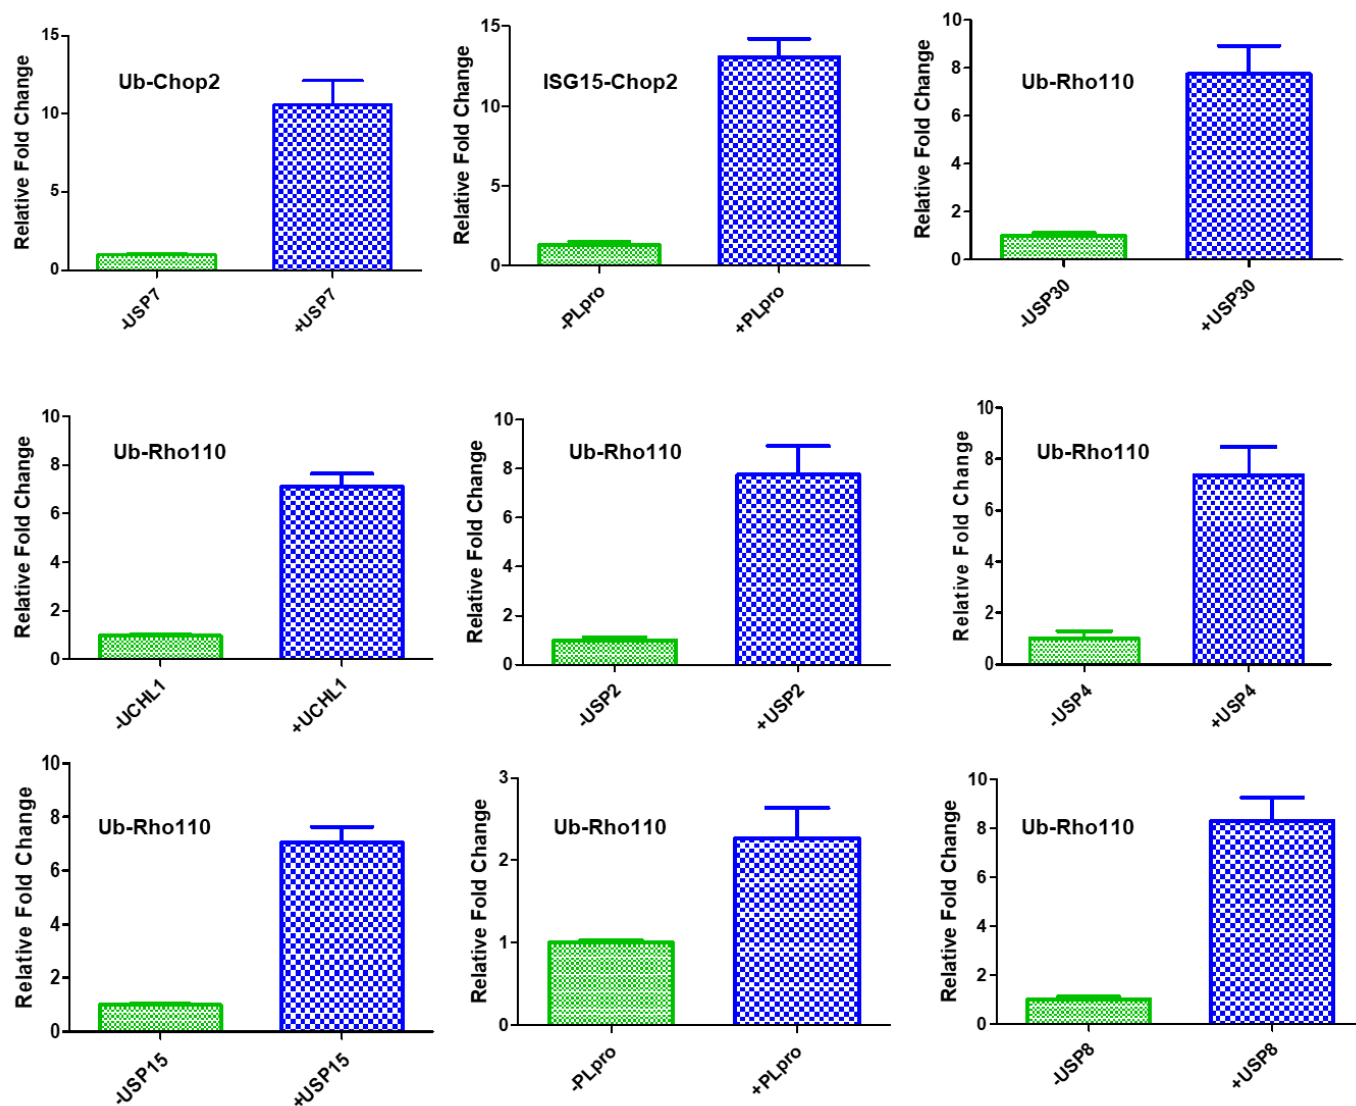 Relative Fold Change
15
10
5
0
Ub-Chop2
-USP7
+USP7
Relative Fold Change
15
10
5
0
ISG15-Chop2
-PLpro
+PLpro
Relative Fold Change
10
8
6
4
2
0
Ub-Rho110
-USP30
+USP30
Relative Fold Change
10
8
6
4
2
0
Ub-Rho110
-UCHL1
+UCHL1
Relative Fold Change
10
8
6
4
2
0
Ub-Rho110
-USP2
+USP2
Relative Fold Change
10
8
6
4
2
0
Ub-Rho110
-USP4
+USP4
Relative Fold Change
10
8
6
4
2
0
Ub-Rho110
-USP15
+USP15
Relative Fold Change
3
2
1
0
Ub-Rho110
-PLpro
+PLpro
Relative Fold Change
10
8
6
4
2
0
Ub-Rho110
-USP8
+USP8